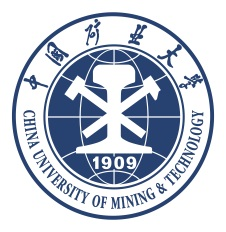 中国矿业大学
1909
CHINA UNIVERSITY OF MINING & TECHNOLOGY